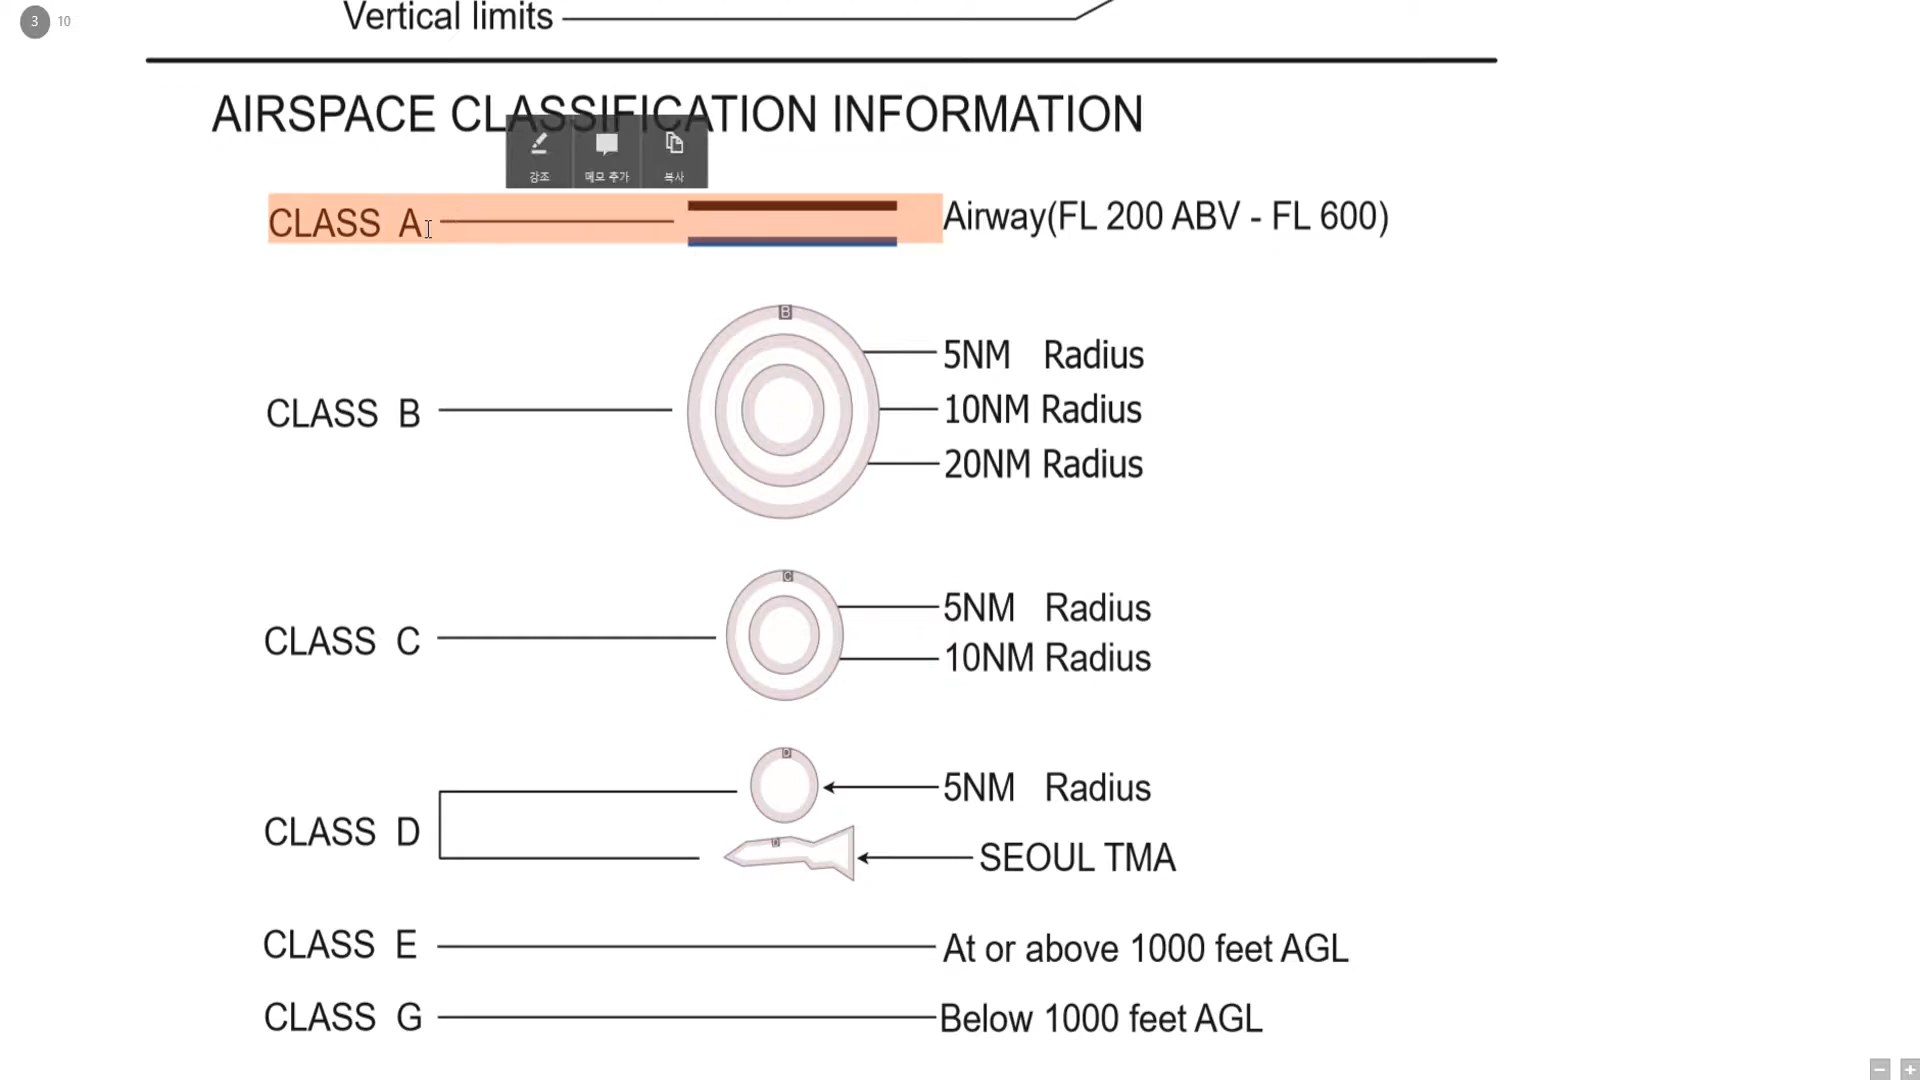 3 10
Vertical limits
AIRSPACE CLASSIFICATION INFORMATION
강조 메모 추가 복사
CLASS A Airway(FL 200 ABV - FL 600)
B
5NM Radius
CLASS B 10NM Radius
20NM Radius
C
5NM Radius
CLASS C 10NM Radius
D
5NM Radius
CLASS D
D
SEOUL TMA
CLASS E At or above 1000 feet AGL
CLASS G Below 1000 feet AGL